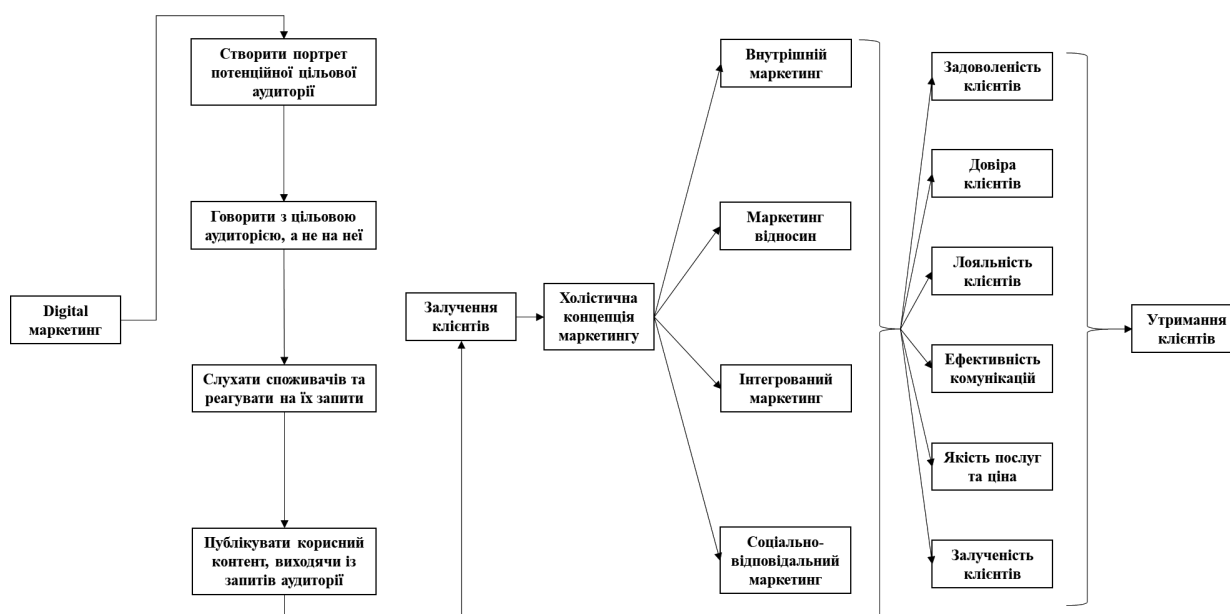 Створити портрет
потенційної цільової
аудиторії
Говорити з цільовою
аудиторією, а не на неї
Digital
маркетинг
Слухати споживачів та
реагувати на їх запити
Публікувати корисний
контент, виходячи із
запитів аудиторії
Залучення
клієнтів
Холістична
концепція
маркетингу
Внутрішній
маркетинг
Маркетинг
відносин
Інтегрований
маркетинг
Соціально-
відповідальний
маркетинг
Задоволеність
клієнтів
Довіра
клієнтів
Лояльність
клієнтів
Ефективність
комунікацій
Якість послуг
та ціна
Залученість
клієнтів
Утримання
клієнтів